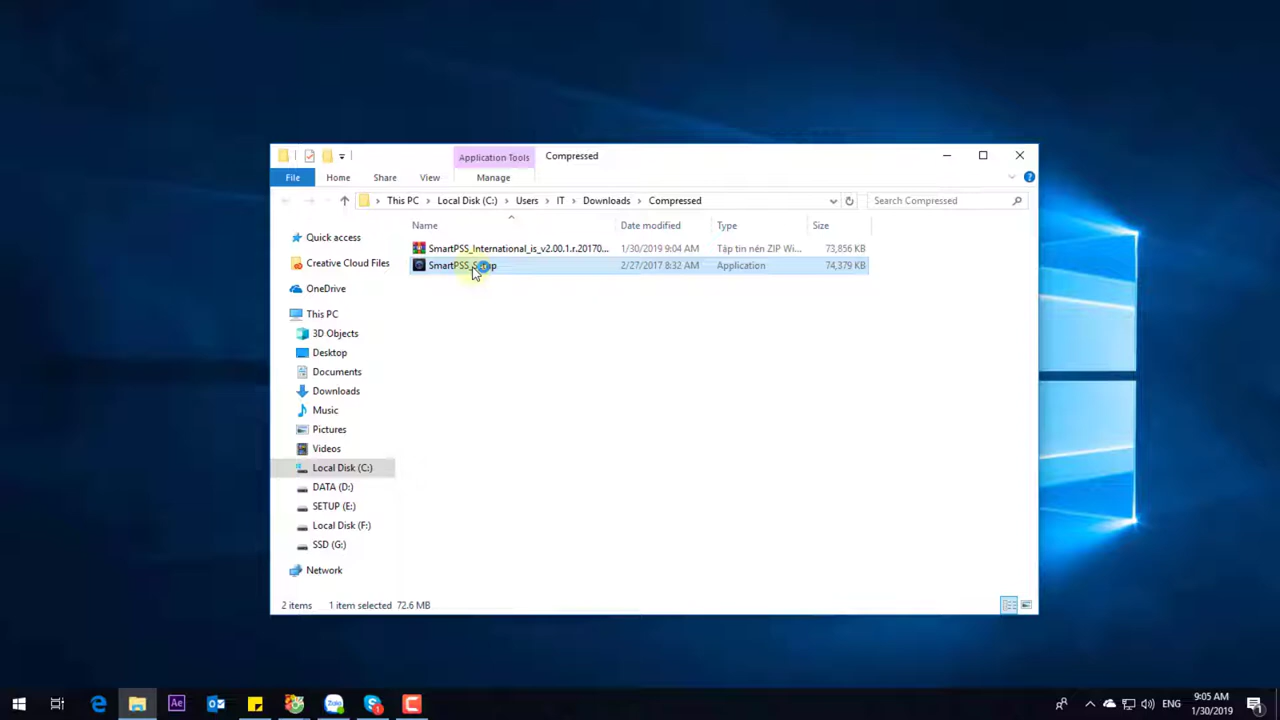 Application Tools Compressed
File Home Share View Manage
This PC Local Disk (C:) Users IT Downloads Compressed Search Compressed
Name Date modified Type Size
SmartPSS_International_is_v2.00.1.r.20170... 1/30/2019 9:04 AM Tập tin nén ZIP Wi... 73,856 KB
SmartPSS_Setup 2/27/2017 8:32 AM Application 74,379 KB
Quick access
Creative Cloud Files
OneDrive
This PC
3D Objects
Desktop
Documents
Downloads
Music
Pictures
Videos
Local Disk (C:)
DATA (D:)
SETUP (E:)
Local Disk (F:)
SSD (G:)
Network
2 items 1 item selected 72.6 MB
Ae Zalo ENG 9:05 AM
1/30/2019